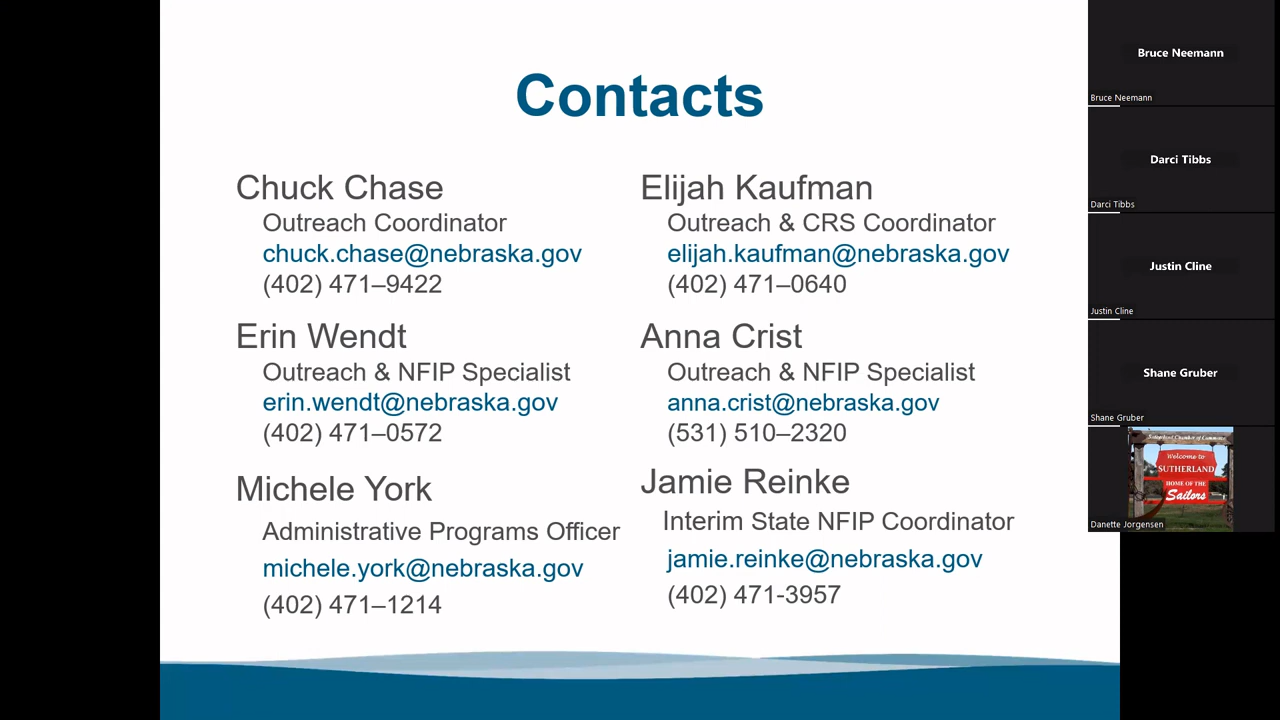 Contacts
Chuck Chase
Outreach Coordinator
chuck.chase@nebraska.gov
(402) 471–9422
Elijah Kaufman
Outreach & CRS Coordinator
elijah.kaufman@nebraska.gov
(402) 471–0640
Erin Wendt
Outreach & NFIP Specialist
erin.wendt@nebraska.gov
(402) 471–0572
Anna Crist
Outreach & NFIP Specialist
anna.crist@nebraska.gov
(531) 510–2320
Michele York
Administrative Programs Officer
michele.york@nebraska.gov
(402) 471–1214
Jamie Reinke
Interim State NFIP Coordinator
jamie.reinke@nebraska.gov
(402) 471-3957
Bruce Neemann
Bruce Neemann
Darci Tibbs
Darci Tibbs
Justin Cline
Justin Cline
Shane Gruber
Shane Gruber
Sutherland Chamber of Commerce
Welcome to
SUTHERLAND
HOME OF THE
Sailors
Danette Jorgensen